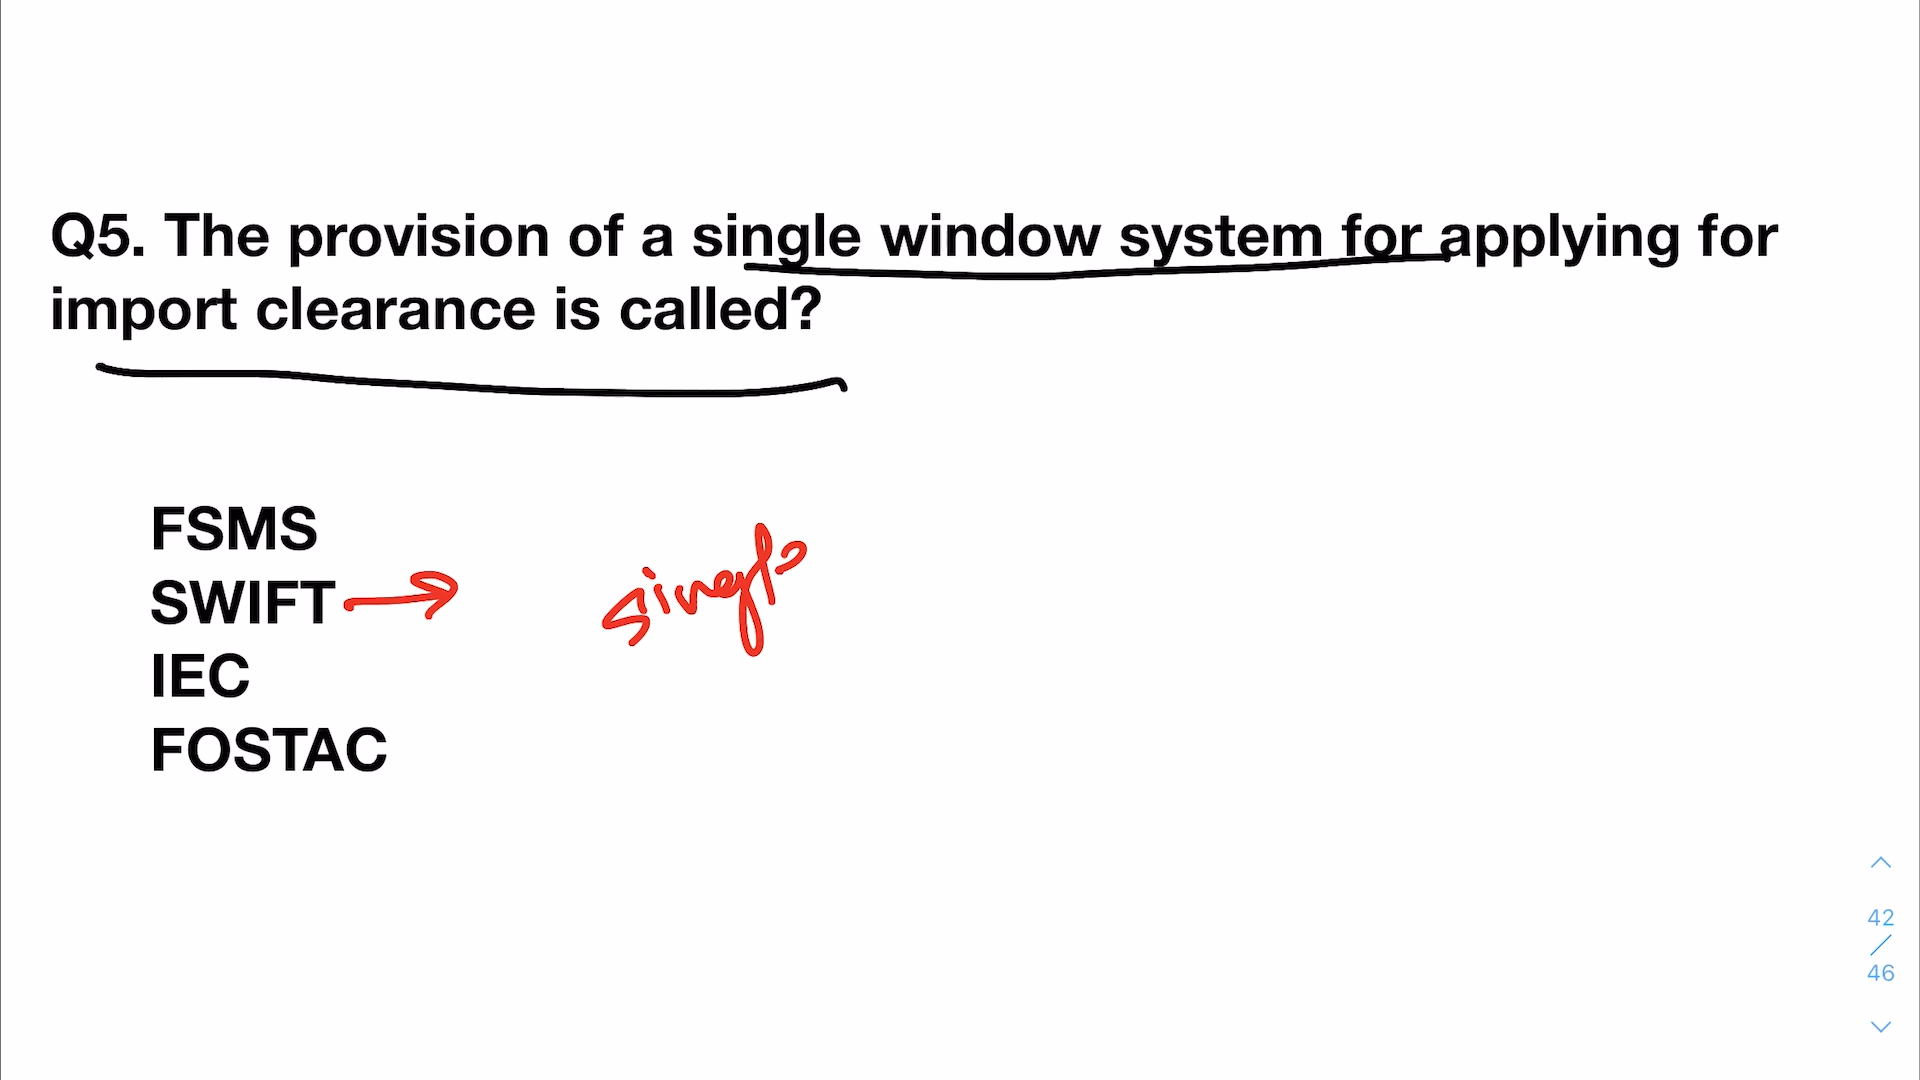 Q5. The provision of a single window system for applying for
import clearance is called?
FSMS
SWIFT
single
IEC
FOSTAC
42
/
46